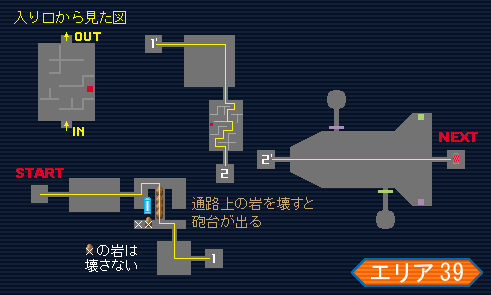 入り口から見た図
OUT
IN
1'
2
2'
NEXT
START
通路上の岩を壊すと
砲台が出る
××
の岩は
壊さない
1
エリア 39